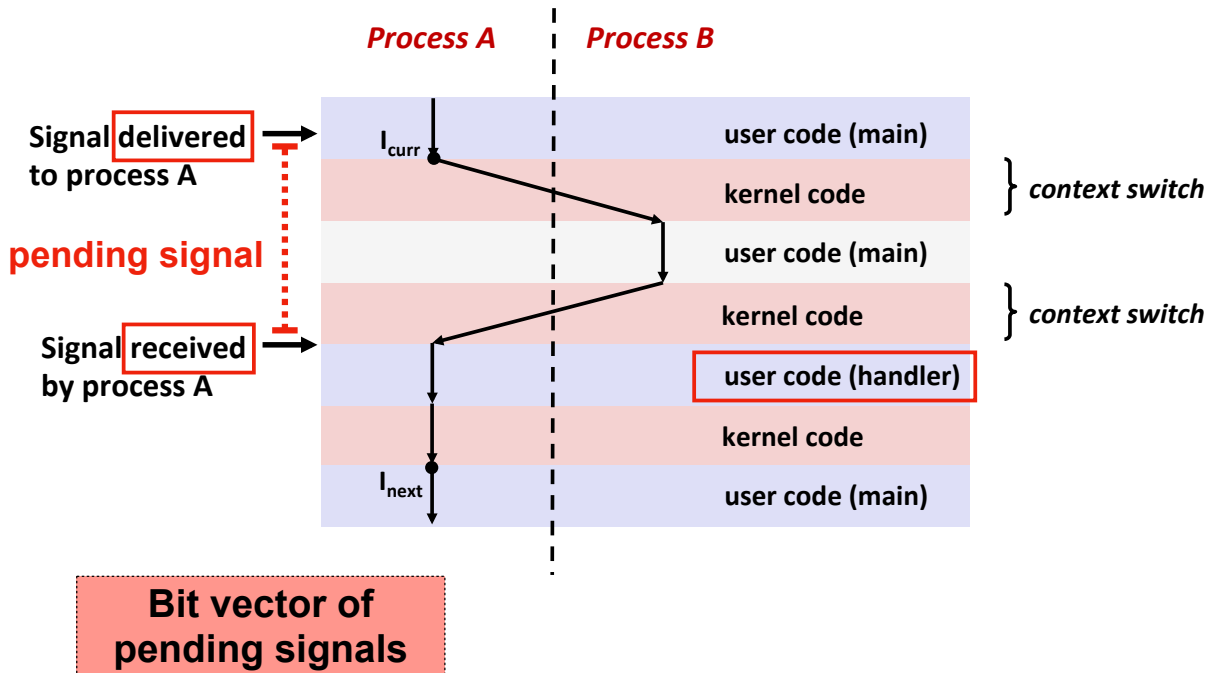 Process A
Process B
Signal delivered
to process A
I_curr
user code (main)
kernel code
context switch
pending signal
user code (main)
kernel code
context switch
Signal received
by process A
user code (handler)
kernel code
I_next
user code (main)
Bit vector of
pending signals